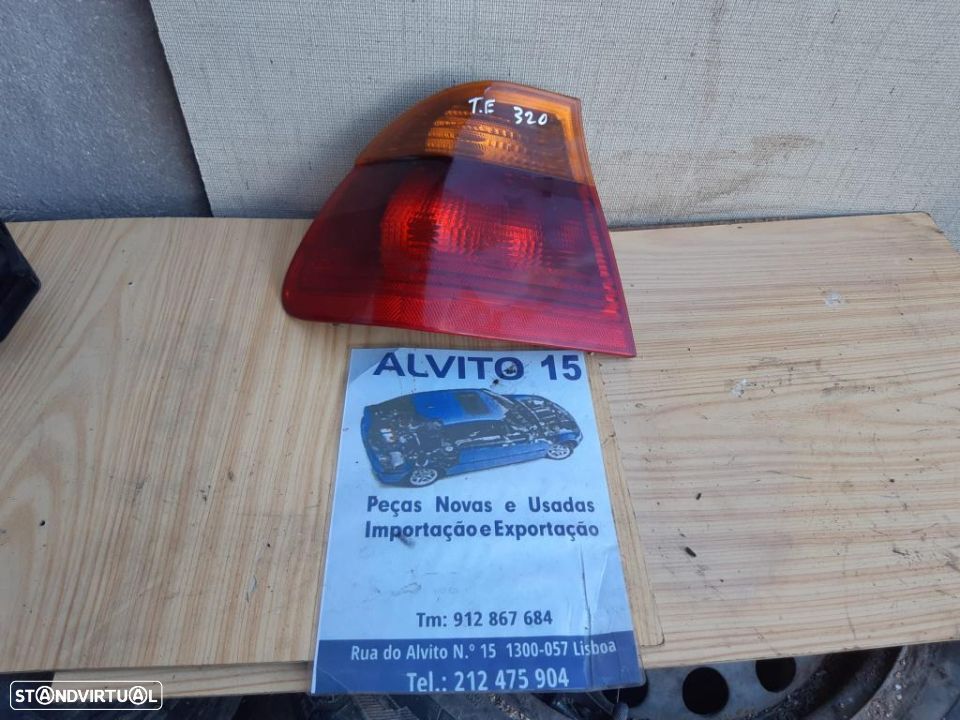 T.E 320
ALVITO 15
Peças Novas e Usadas
Importação e Exportação
Tm: 912 867 684
Rua do Alvito N.º 15 1300-057 Lisboa
Tel.: 212 475 904
STANDVIRTUAL